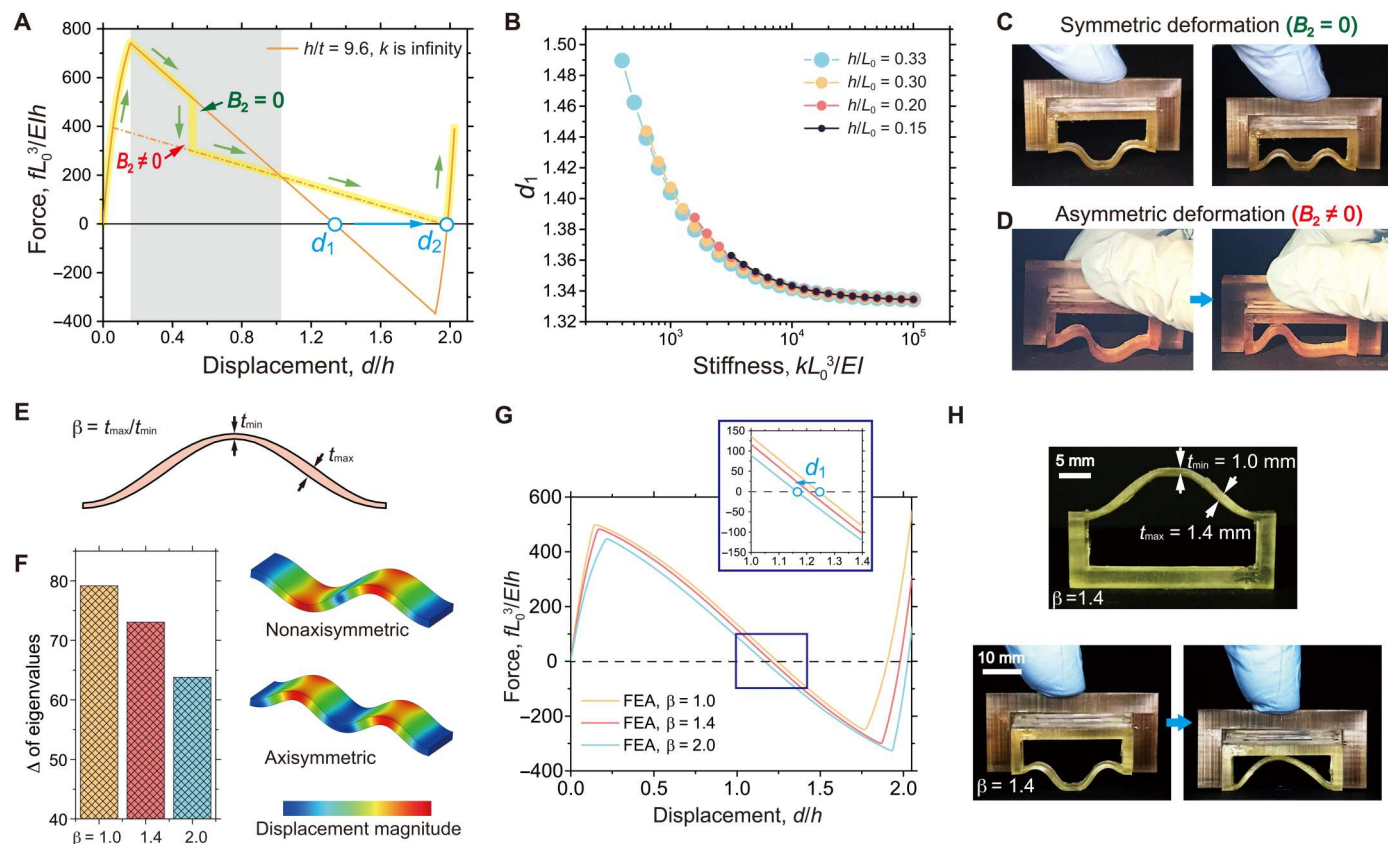 A
Force, fL₀³/EIh
800
600
400
200
0
−200
−400
0.0 0.4 0.8 1.2 1.6 2.0
Displacement, d/h
h/t = 9.6, k is infinity
B₂ = 0
B₂ ≠ 0
d₁
d₂
B
d₁
1.50
1.48
1.46
1.44
1.42
1.40
1.38
1.36
1.34
1.32
10³ 10⁴ 10⁵
Stiffness, kL₀³/EI
h/L₀ = 0.33
h/L₀ = 0.30
h/L₀ = 0.20
h/L₀ = 0.15
C
Symmetric deformation (B₂ = 0)
D
Asymmetric deformation (B₂ ≠ 0)
E
β = tmax/tmin
tmin
tmax
F
Δ of eigenvalues
80
70
60
50
40
β = 1.0 1.4 2.0
Nonaxisymmetric
Axisymmetric
Displacement magnitude
G
Force, fL₀³/EIh
600
400
200
0
−200
−400
0.0 0.5 1.0 1.5 2.0
Displacement, d/h
FEA, β = 1.0
FEA, β = 1.4
FEA, β = 2.0
150
100
50
0
−50
−100
−150
1.0 1.1 1.2 1.3 1.4
d₁
H
5 mm
tmin = 1.0 mm
tmax = 1.4 mm
β =1.4
10 mm
β = 1.4